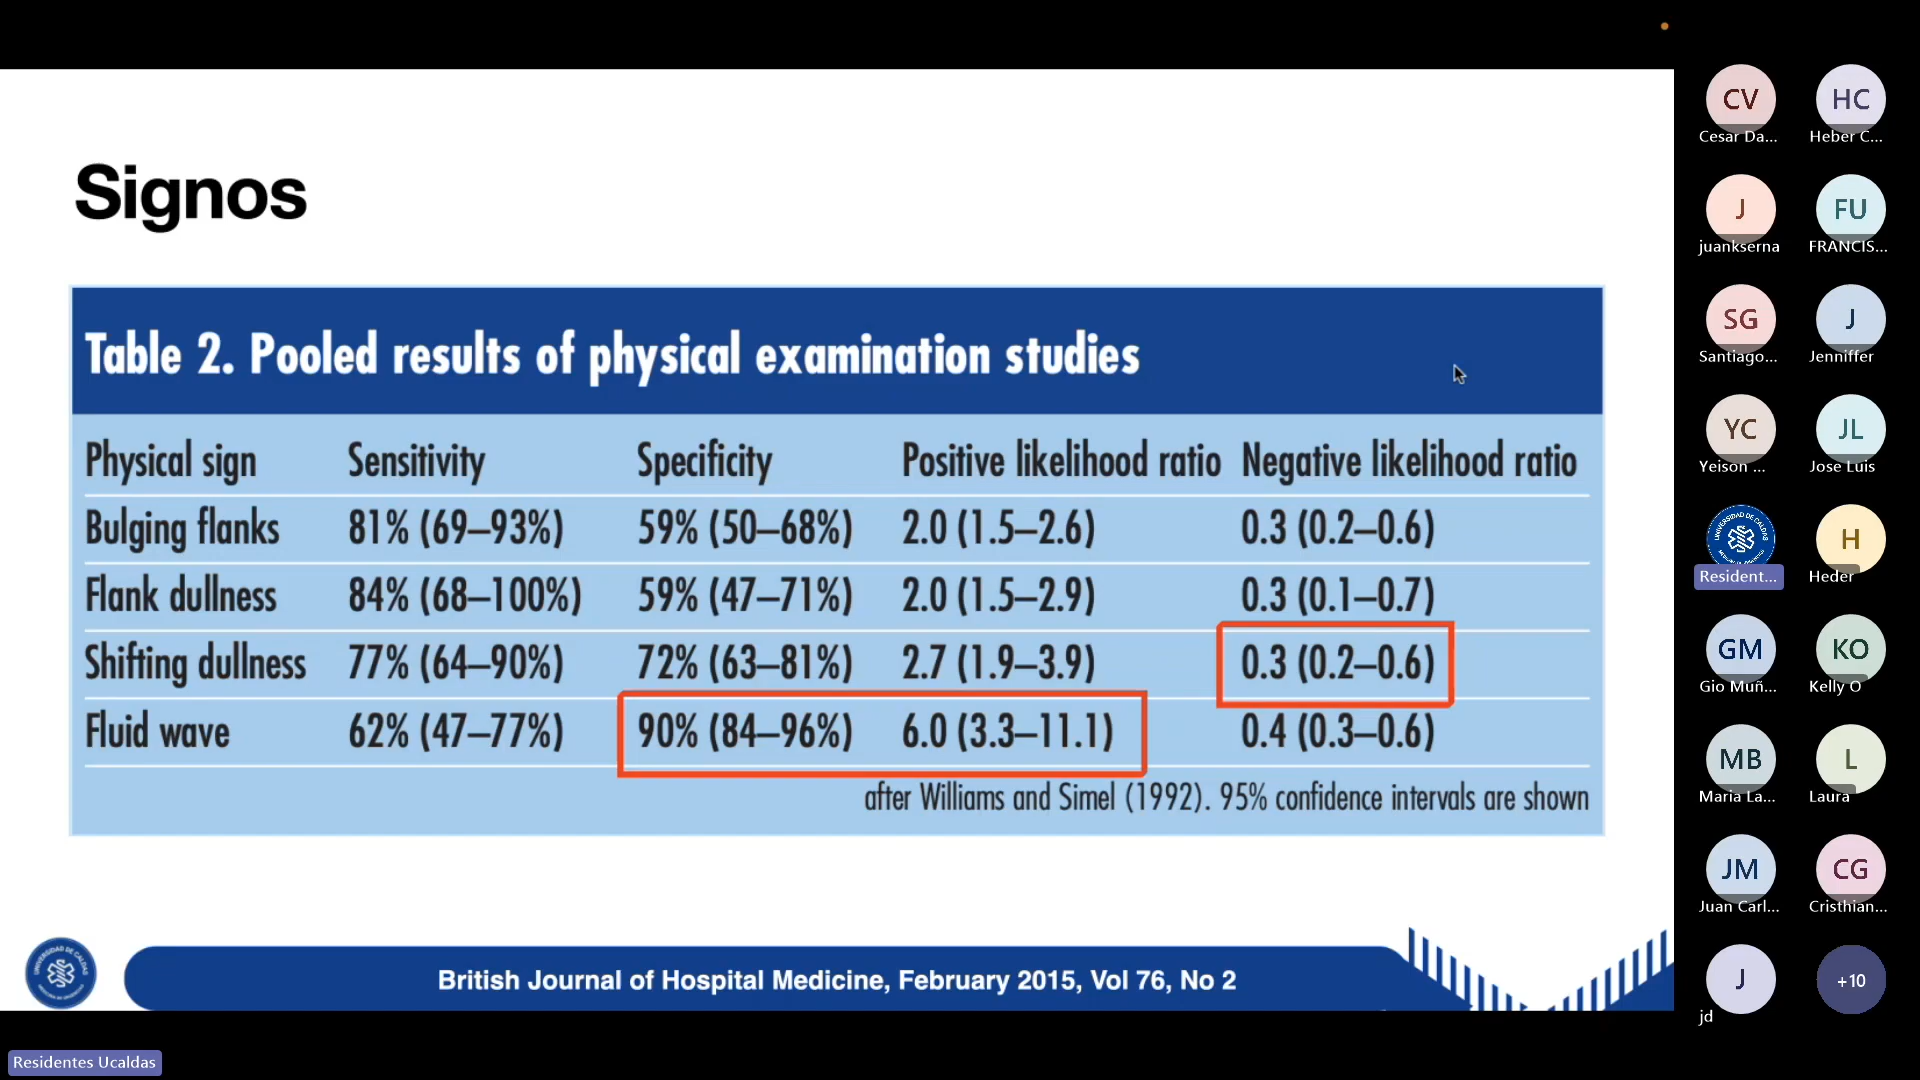 Signos
Table 2. Pooled results of physical examination studies
Physical sign Sensitivity Specificity Positive likelihood ratio Negative likelihood ratio
Bulging flanks 81% (69–93%) 59% (50–68%) 2.0 (1.5–2.6) 0.3 (0.2–0.6)
Flank dullness 84% (68–100%) 59% (47–71%) 2.0 (1.5–2.9) 0.3 (0.1–0.7)
Shifting dullness 77% (64–90%) 72% (63–81%) 2.7 (1.9–3.9) 0.3 (0.2–0.6)
Fluid wave 62% (47–77%) 90% (84–96%) 6.0 (3.3–11.1) 0.4 (0.3–0.6)
after Williams and Simel (1992). 95% confidence intervals are shown
UNIVERSIDAD DE CALDAS
British Journal of Hospital Medicine, February 2015, Vol 76, No 2
Residentes Ucaldas
CV HC
Cesar Da... Heber C...
J FU
juankserna FRANCIS...
SG J
Santiago... Jenniffer
YC JL
Yeison ... Jose Luis
UNIVERSIDAD DE CALDAS H
Resident... Heder
GM KO
Gio Muñ... Kelly O
MB L
Maria La... Laura
JM CG
Juan Carl... Cristhian...
J +10
jd